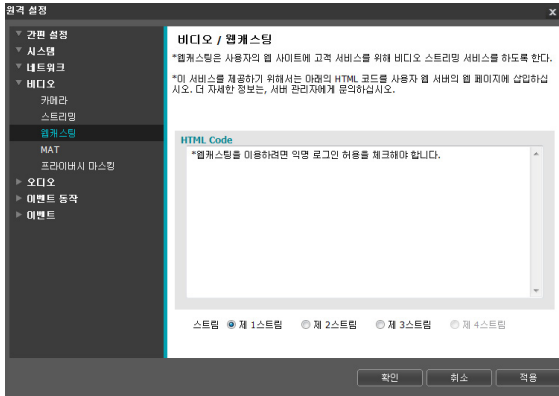 원격 설정
x
간편 설정
시스템
네트워크
비디오
카메라
스트리밍
웹캐스팅
MAT
프라이버시 마스킹
오디오
이벤트 동작
이벤트
비디오 / 웹캐스팅
*웹캐스팅은 사용자의 웹 사이트에 고객 서비스를 위해 비디오 스트리밍 서비스를 하도록 한다.
*이 서비스를 제공하기 위해서는 아래의 HTML 코드를 사용자 웹 서버의 웹 페이지에 삽입하십
시오. 더 자세한 정보는, 서버 관리자에게 문의하십시오.
HTML Code
*웹캐스팅을 이용하려면 익명 로그인 허용을 체크해야 합니다.
스트림 제 1스트림 제 2스트림 제 3스트림 제 4스트림
확인 취소 적용